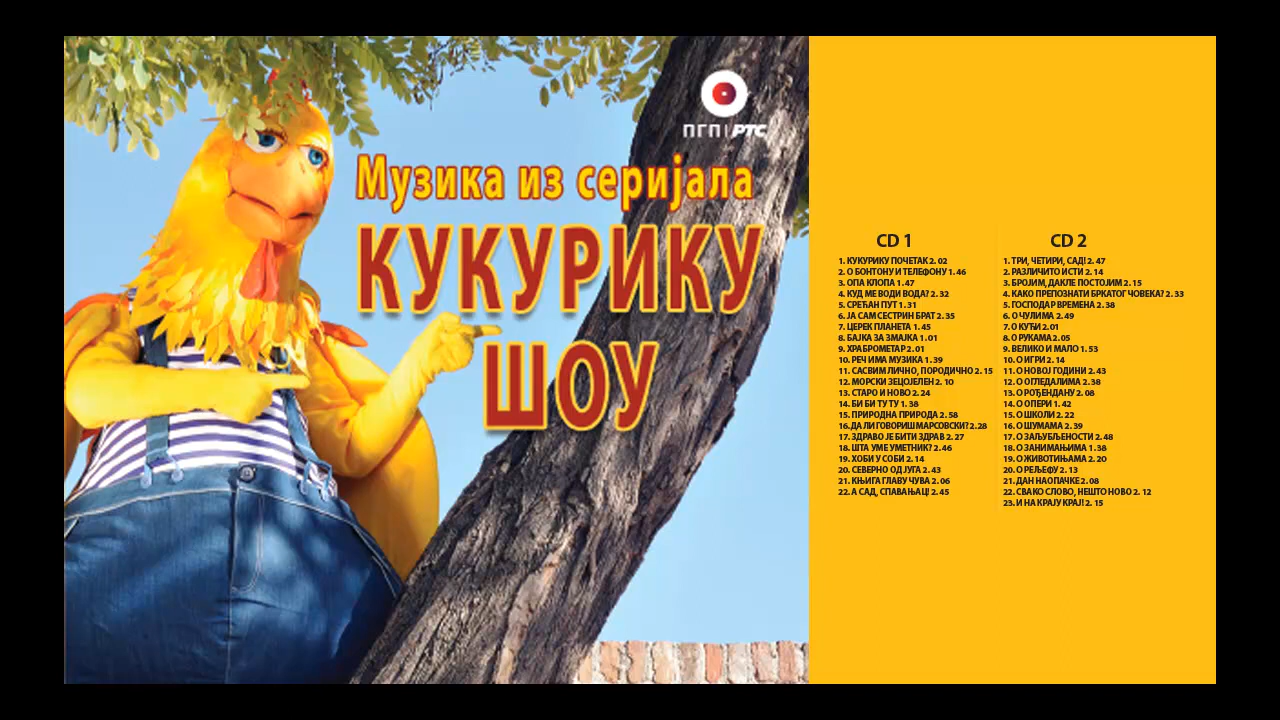 ПГП РТС
Музика из серијала
КУКУРИКУ
ШОУ
CD 1
1. КУКУРИКУ ПОЧЕТАК 2. 02
2. О БОНТОНУ И ТЕЛЕФОНУ 1. 46
3. ОПА КЛОПА 1. 47
4. КУД МЕ ВОДИ ВОДА? 2. 32
5. СРЕЋАН ПУТ 1. 31
6. ЈА САМ СЕСТРИН БРАТ 2. 35
7. ЦЕРЕК ПЛАНЕТА 1. 45
8. БАЈКА ЗА ЗМАЈКА 1. 01
9. ХРАБРОМЕТАР 2. 01
10. РЕЧ ИМА МУЗИКА 1. 39
11. САСВИМ ЛИЧНО, ПОРОДИЧНО 2. 15
12. МОРСКИ ЗЕЦОЈЕЛЕН 2. 10
13. СТАРО И НОВО 2. 24
14. БИ БИ ТУ ТУ 1. 38
15. ПРИРОДНА ПРИРОДА 2. 58
16. ДА ЛИ ГОВОРИШ МАРСОВСКИ? 2. 28
17. ЗДРАВО ЈЕ БИТИ ЗДРАВ 2. 27
18. ШТА УМЕ УМЕТНИК? 2. 46
19. ХОБИ У СОБИ 2. 14
20. СЕВЕРНО ОД ЈУГА 2. 43
21. КЊИГА ГЛАВУ ЧУВА 2. 06
22. А САД, СПАВАЊАЦ! 2. 45
CD 2
1. ТРИ, ЧЕТИРИ, САД! 2. 47
2. РАЗЛИЧИТО ИСТИ 2. 14
3. БРОЈИМ, ДАКЛЕ ПОСТОЈИМ 2. 15
4. КАКО ПРЕПОЗНАТИ БРКАТОГ ЧОВЕКА? 2. 33
5. ГОСПОДАР ВРЕМЕНА 2. 38
6. О ЧУЛИМА 2. 49
7. О КУЋИ 2.01
8. О РУКАМА 2. 05
9. ВЕЛИКО И МАЛО 1. 53
10. О ИГРИ 2. 14
11. О НОВОЈ ГОДИНИ 2. 43
12. О ОГЛЕДАЛИМА 2. 38
13. О РОЂЕНДАНУ 2. 08
14. О ОПЕРИ 1. 42
15. О ШКОЛИ 2. 22
16. О ШУМАМА 2. 39
17. О ЗАЉУБЉЕНОСТИ 2. 48
18. О ЗАНИМАЊИМА 1. 38
19. О ЖИВОТИЊАМА 2. 20
20. О РЕЉЕФУ 2. 13
21. ДАН НАОПАЧКЕ 2. 08
22. СВАКО СЛОВО, НЕШТО НОВО 2. 12
23. И НА КРАЈУ КРАЈ! 2. 15